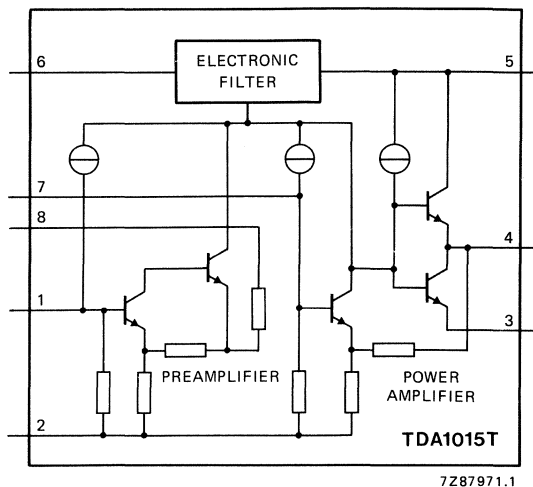 6
ELECTRONIC
FILTER
5
7
8
4
1
3
PREAMPLIFIER
POWER
AMPLIFIER
2
TDA1015T
7Z87971.1